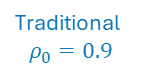 Traditional
ρ₀ = 0.9